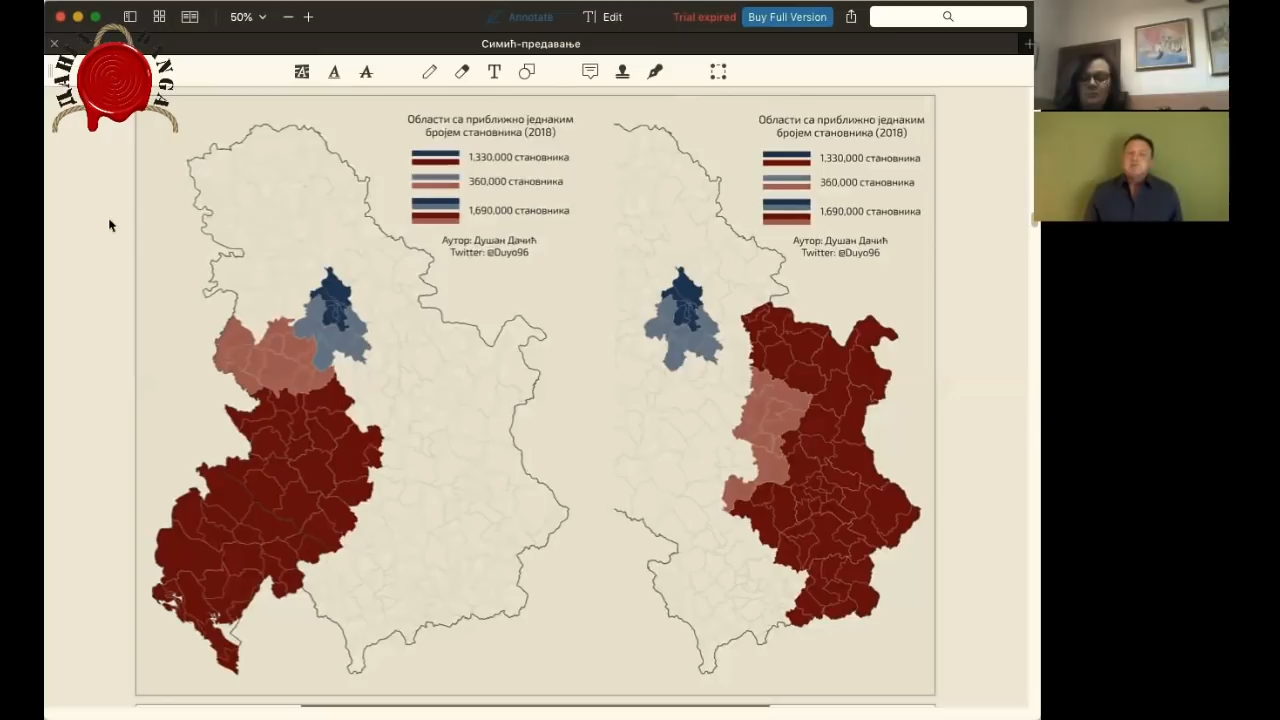 50%
Annotate
Edit
Trial expired
Buy Full Version
Симић-предавање
ДАНИ
Области са приближно једнаким
бројем становника (2018)
1.330,000 становника
360,000 становника
1,690,000 становника
Аутор: Душан Дачић
Twitter: @Duyo96
Области са приближно једнаким
бројем становника (2018)
1.330,000 становника
360,000 становника
1,690,000 становника
Аутор: Душан Дачић
Twitter: @Duyo96